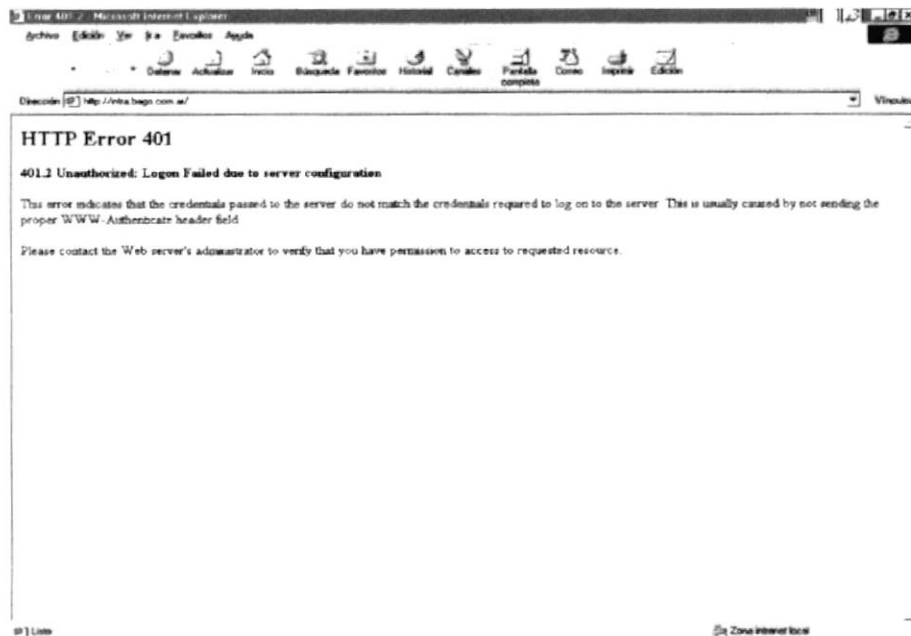 Error 401.2 - Microsoft Internet Explorer
Archivo Edición Ver Ir a Favoritos Ayuda
Detener Actualizar Inicio Búsqueda Favoritos Historial Canales Pantalla completa Correo Imprimir Edición
Dirección http://intra.bago.com.ar/ Vínculos
HTTP Error 401
401.2 Unauthorized: Logon Failed due to server configuration
This error indicates that the credentials passed to the server do not match the credentials required to log on to the server. This is usually caused by not sending the
proper WWW-Authenticate header field.
Please contact the Web server's administrator to verify that you have permission to access to requested resource.
Listo Zona intranet local